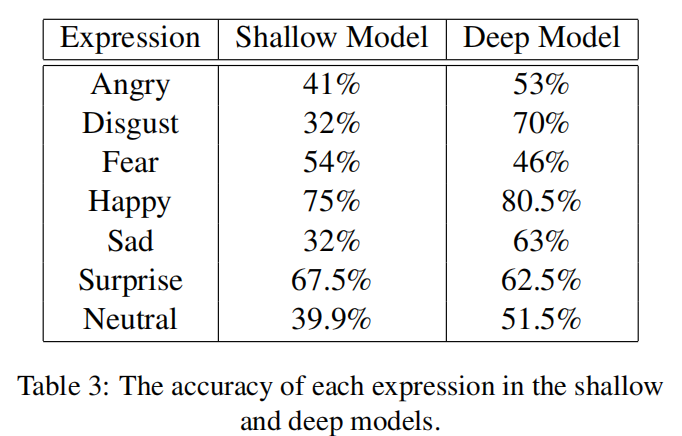 Expression Shallow Model Deep Model
Angry 41% 53%
Disgust 32% 70%
Fear 54% 46%
Happy 75% 80.5%
Sad 32% 63%
Surprise 67.5% 62.5%
Neutral 39.9% 51.5%
Table 3: The accuracy of each expression in the shallow
and deep models.